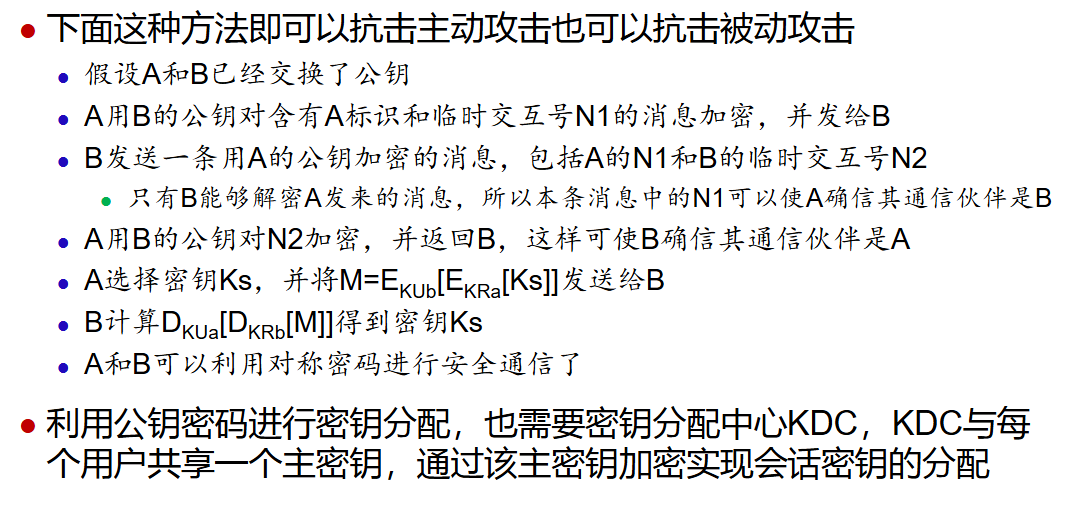 下面这种方法即可以抗击主动攻击也可以抗击被动攻击
假设A和B已经交换了公钥
A用B的公钥对含有A标识和临时交互号N1的消息加密，并发给B
B发送一条用A的公钥加密的消息，包括A的N1和B的临时交互号N2
只有B能够解密A发来的消息，所以本条消息中的N1可以使A确信其通信伙伴是B
A用B的公钥对N2加密，并返回B，这样可使B确信其通信伙伴是A
A选择密钥Ks，并将M=EKUb[EKRa[Ks]]发送给B
B计算DKUa[DKRb[M]]得到密钥Ks
A和B可以利用对称密码进行安全通信了
利用公钥密码进行密钥分配，也需要密钥分配中心KDC，KDC与每
个用户共享一个主密钥，通过该主密钥加密实现会话密钥的分配